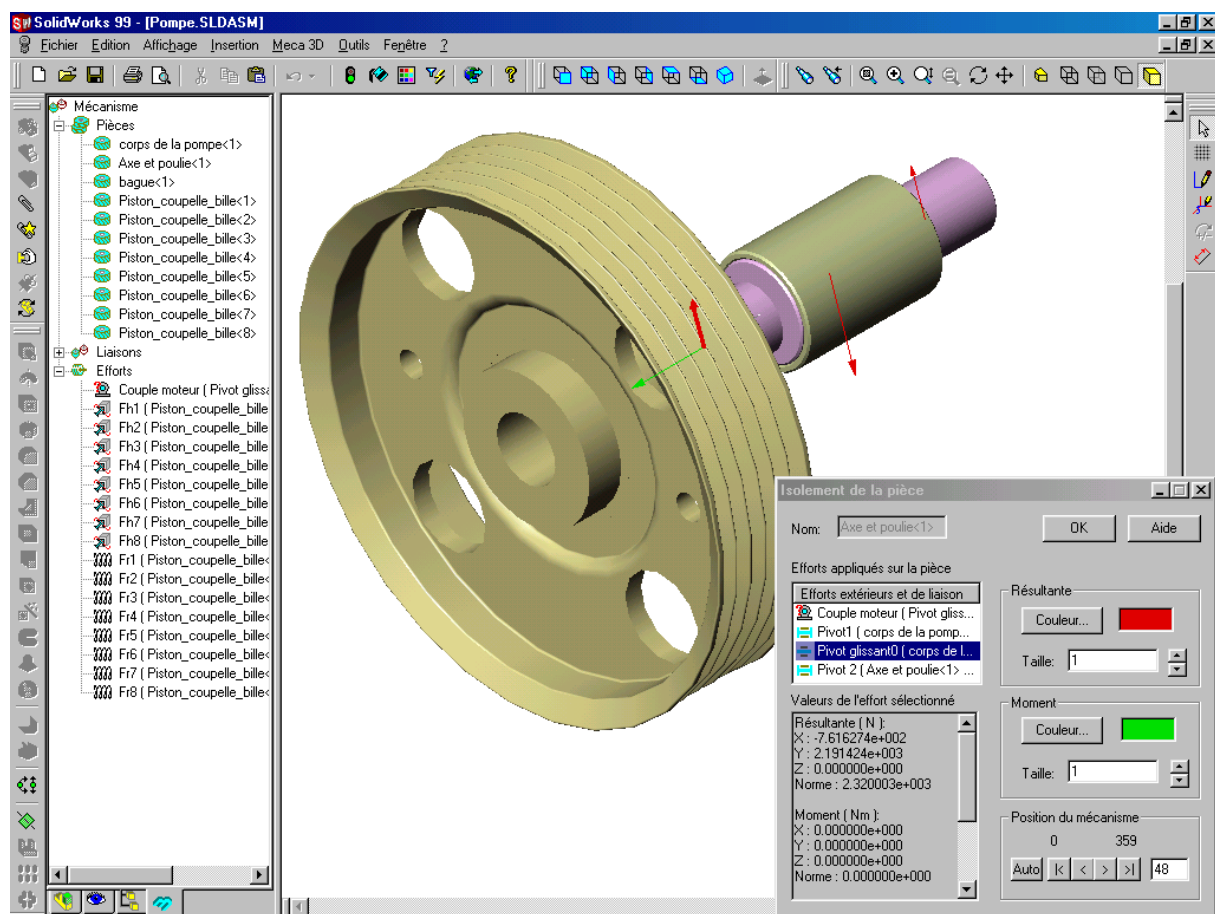 SolidWorks 99 - [Pompe.SLDASM]
Fichier Edition Affichage Insertion Meca 3D Outils Fenêtre ?
Mécanisme
Pièces
corps de la pompe<1>
Axe et poulie<1>
bague<1>
Piston_coupelle_bille<1>
Piston_coupelle_bille<2>
Piston_coupelle_bille<3>
Piston_coupelle_bille<4>
Piston_coupelle_bille<5>
Piston_coupelle_bille<6>
Piston_coupelle_bille<7>
Piston_coupelle_bille<8>
Liaisons
Efforts
Couple moteur ( Pivot glissa
Fh1 ( Piston_coupelle_bille
Fh2 ( Piston_coupelle_bille
Fh3 ( Piston_coupelle_bille
Fh4 ( Piston_coupelle_bille
Fh5 ( Piston_coupelle_bille
Fh6 ( Piston_coupelle_bille
Fh7 ( Piston_coupelle_bille
Fh8 ( Piston_coupelle_bille
Fr1 ( Piston_coupelle_bille<
Fr2 ( Piston_coupelle_bille<
Fr3 ( Piston_coupelle_bille<
Fr4 ( Piston_coupelle_bille<
Fr5 ( Piston_coupelle_bille<
Fr6 ( Piston_coupelle_bille<
Fr7 ( Piston_coupelle_bille<
Fr8 ( Piston_coupelle_bille<
Isolement de la pièce
Nom: Axe et poulie<1> OK Aide
Efforts appliqués sur la pièce
Efforts extérieurs et de liaison
Couple moteur ( Pivot gliss...
Pivot1 ( corps de la pomp...
Pivot glissant0 ( corps de l...
Pivot 2 ( Axe et poulie<1> ...
Valeurs de l'effort sélectionné
Résultante ( N ):
X : -7.616274e+002
Y : 2.191424e+003
Z : 0.000000e+000
Norme : 2.320003e+003
Moment ( Nm ):
X : 0.000000e+000
Y : 0.000000e+000
Z : 0.000000e+000
Norme : 0.000000e+000
Résultante
Couleur...
Taille: 1
Moment
Couleur...
Taille: 1
Position du mécanisme
0 359
Auto |< < > >| 48